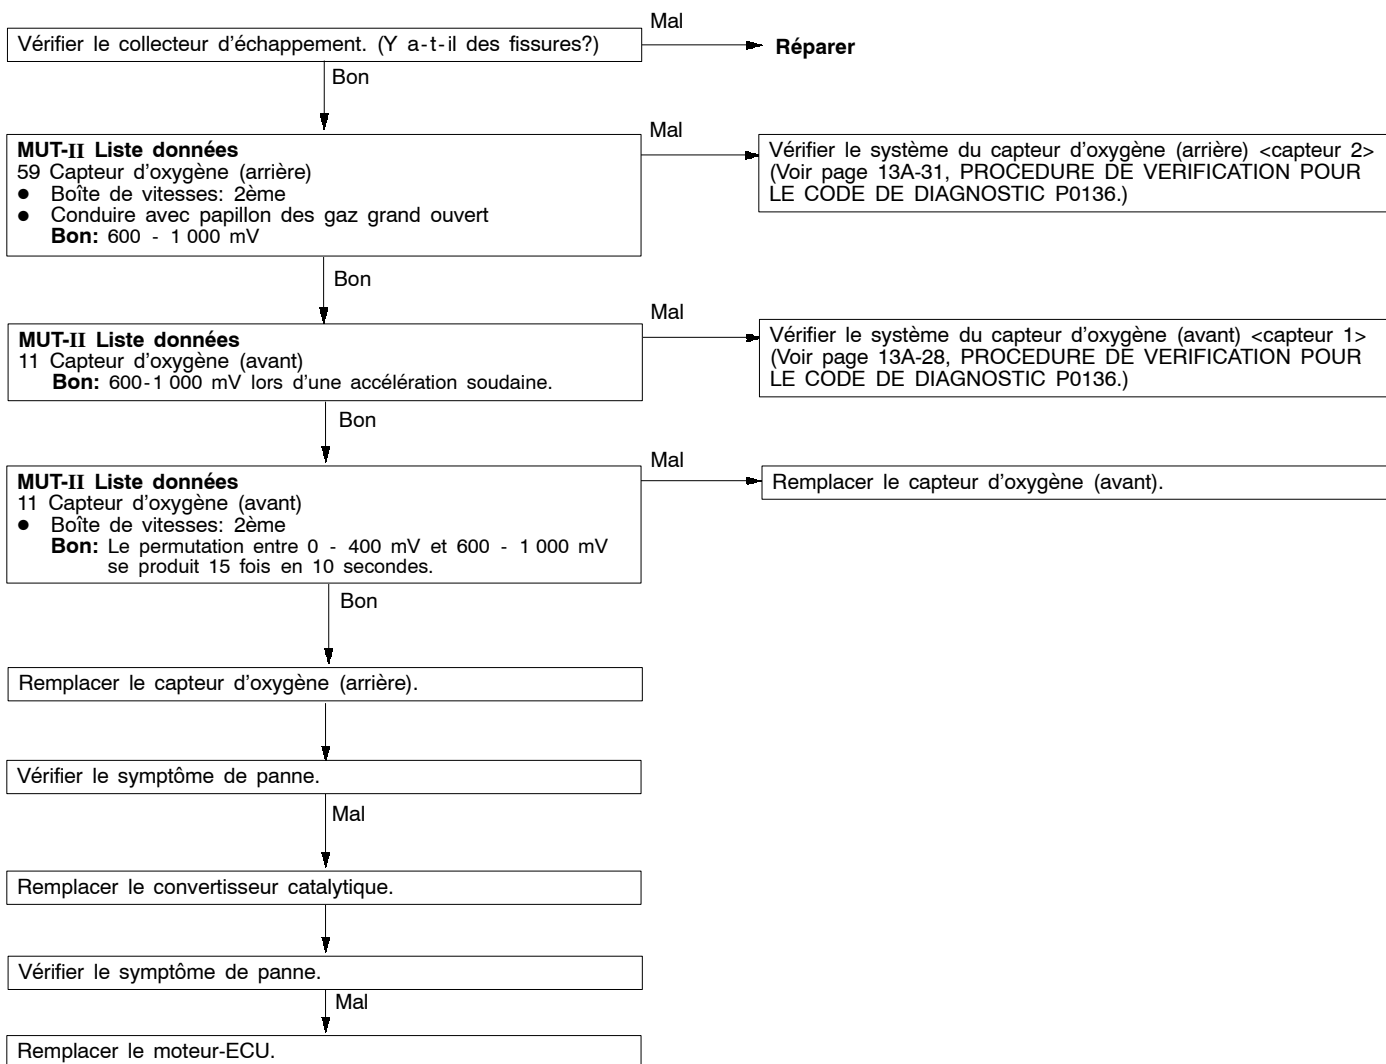 Vérifier le collecteur d'échappement. (Y a-t-il des fissures?)
Mal
Réparer
Bon
MUT-II Liste données
59 Capteur d'oxygène (arrière)
● Boîte de vitesses: 2ème
● Conduire avec papillon des gaz grand ouvert
Bon: 600 - 1 000 mV
Mal
Vérifier le système du capteur d'oxygène (arrière) <capteur 2>
(Voir page 13A-31, PROCEDURE DE VERIFICATION POUR
LE CODE DE DIAGNOSTIC P0136.)
Bon
MUT-II Liste données
11 Capteur d'oxygène (avant)
Bon: 600-1 000 mV lors d'une accélération soudaine.
Mal
Vérifier le système du capteur d'oxygène (avant) <capteur 1>
(Voir page 13A-28, PROCEDURE DE VERIFICATION POUR
LE CODE DE DIAGNOSTIC P0136.)
Bon
MUT-II Liste données
11 Capteur d'oxygène (avant)
● Boîte de vitesses: 2ème
Bon: Le permutation entre 0 - 400 mV et 600 - 1 000 mV
se produit 15 fois en 10 secondes.
Mal
Remplacer le capteur d'oxygène (avant).
Bon
Remplacer le capteur d'oxygène (arrière).
Vérifier le symptôme de panne.
Mal
Remplacer le convertisseur catalytique.
Vérifier le symptôme de panne.
Mal
Remplacer le moteur-ECU.